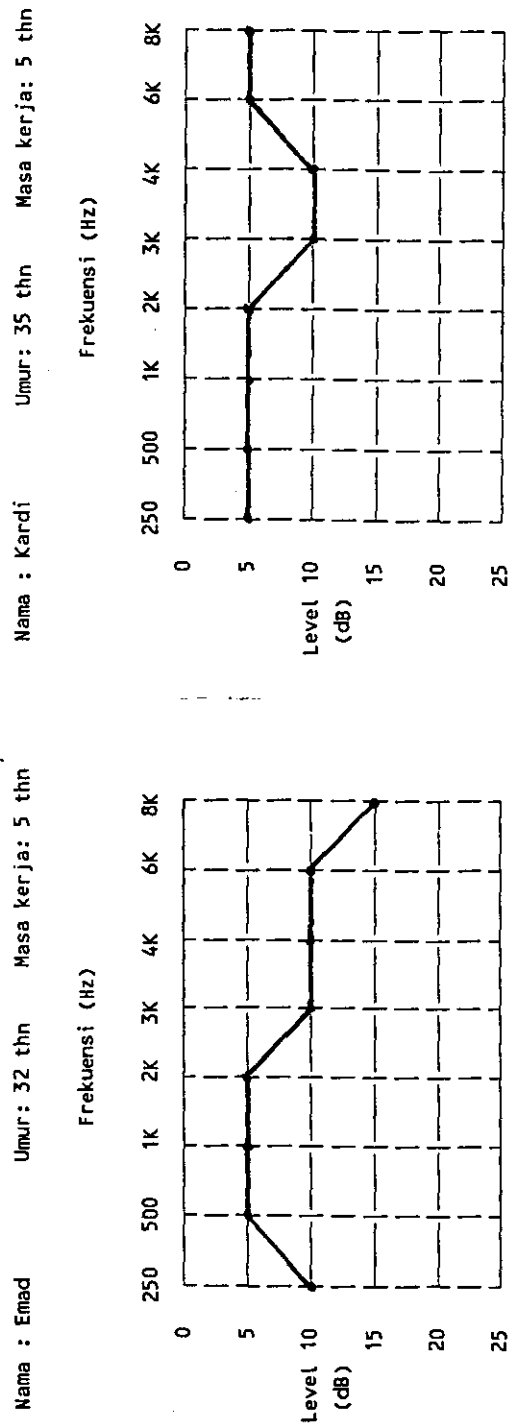 Nama : Emad Umur: 32 thn Masa kerja: 5 thn
Frekuensi (Hz)
250 500 1K 2K 3K 4K 6K 8K
0
5
Level 10
(dB)
15
20
25
Nama : Kardi Umur: 35 thn Masa kerja: 5 thn
Frekuensi (Hz)
250 500 1K 2K 3K 4K 6K 8K
0
5
Level 10
(dB)
15
20
25